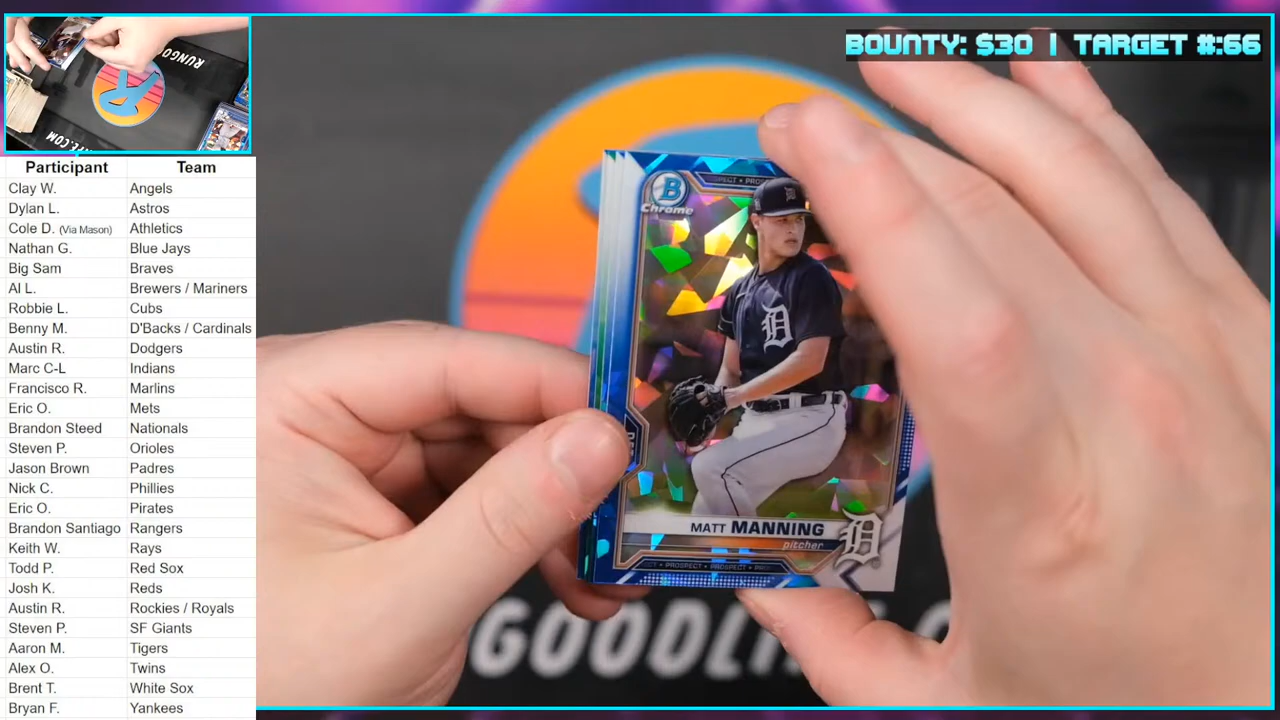 BOUNTY: $30 | TARGET #:66
Participant Team
Clay W. Angels
Dylan L. Astros
Cole D. (Via Mason) Athletics
Nathan G. Blue Jays
Big Sam Braves
Al L. Brewers / Mariners
Robbie L. Cubs
Benny M. D'Backs / Cardinals
Austin R. Dodgers
Marc C-L Indians
Francisco R. Marlins
Eric O. Mets
Brandon Steed Nationals
Steven P. Orioles
Jason Brown Padres
Nick C. Phillies
Eric O. Pirates
Brandon Santiago Rangers
Keith W. Rays
Todd P. Red Sox
Josh K. Reds
Austin R. Rockies / Royals
Steven P. SF Giants
Aaron M. Tigers
Alex O. Twins
Brent T. White Sox
Bryan F. Yankees
B
Chrome
D
MATT MANNING
pitcher
D
PROSPECT • PROSPECT